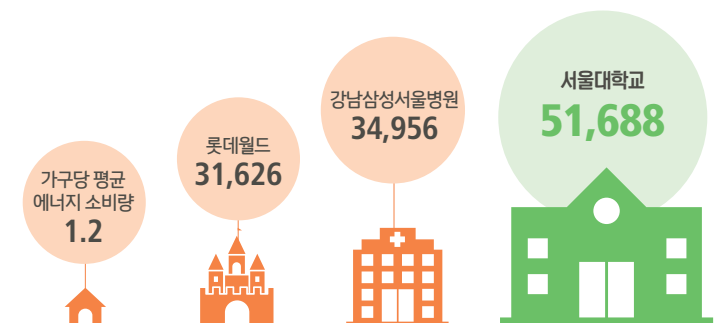 가구당 평균
에너지 소비량
1.2
롯데월드
31,626
강남삼성서울병원
34,956
서울대학교
51,688